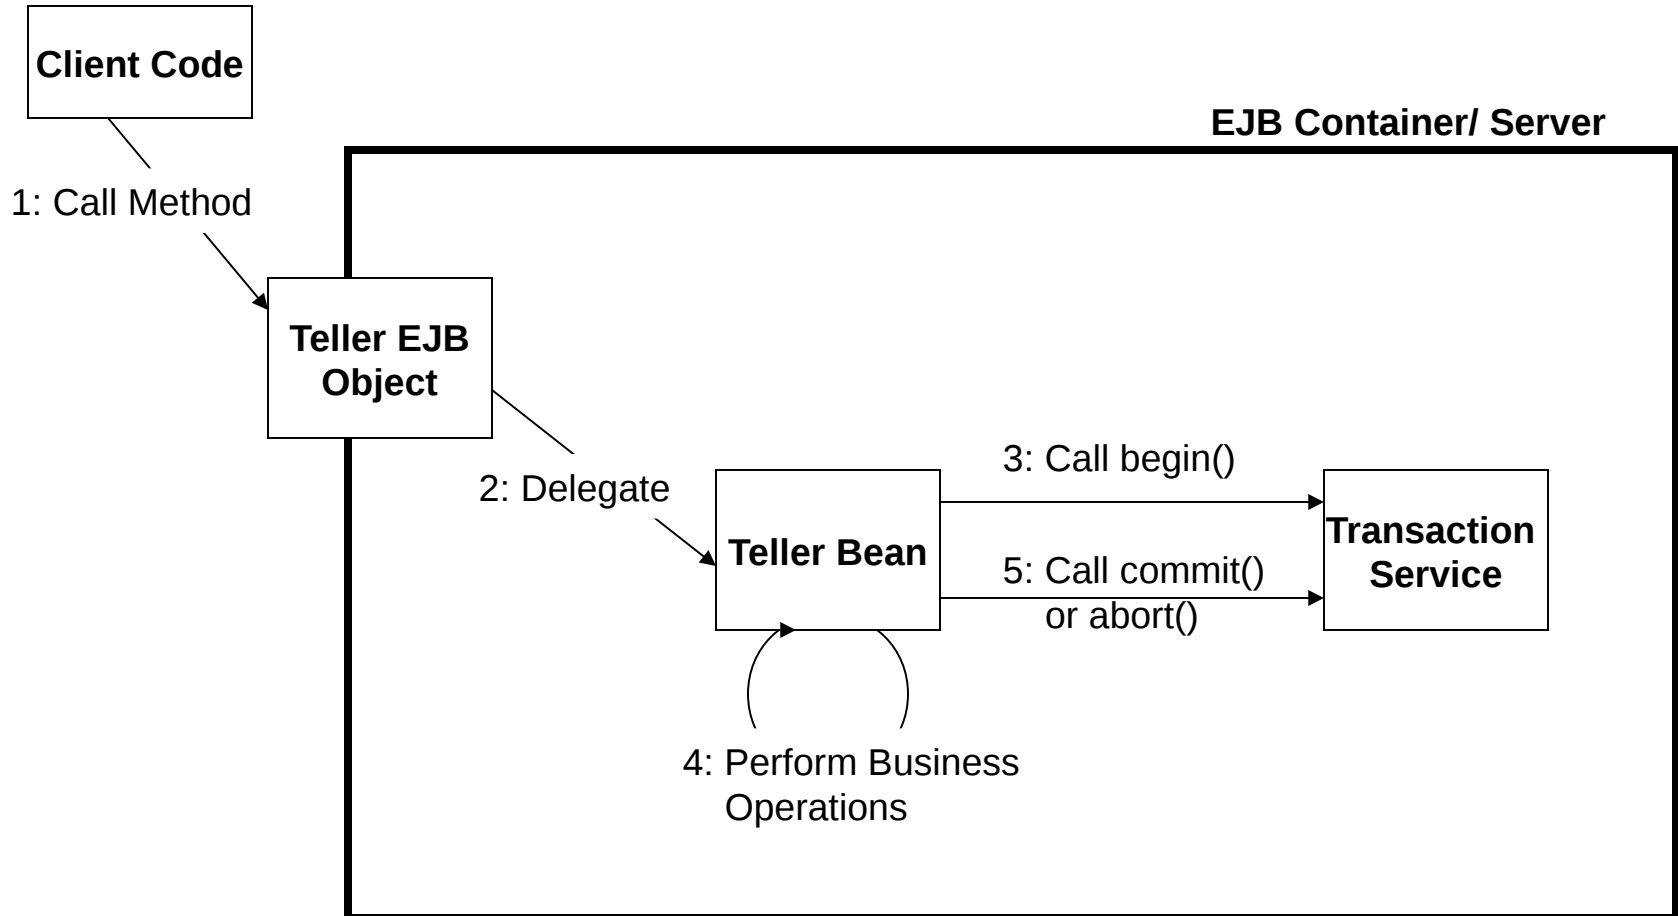 Client Code
EJB Container/ Server
1: Call Method
Teller EJB
Object
2: Delegate
Teller Bean
3: Call begin()
5: Call commit()
or abort()
Transaction
Service
4: Perform Business
Operations